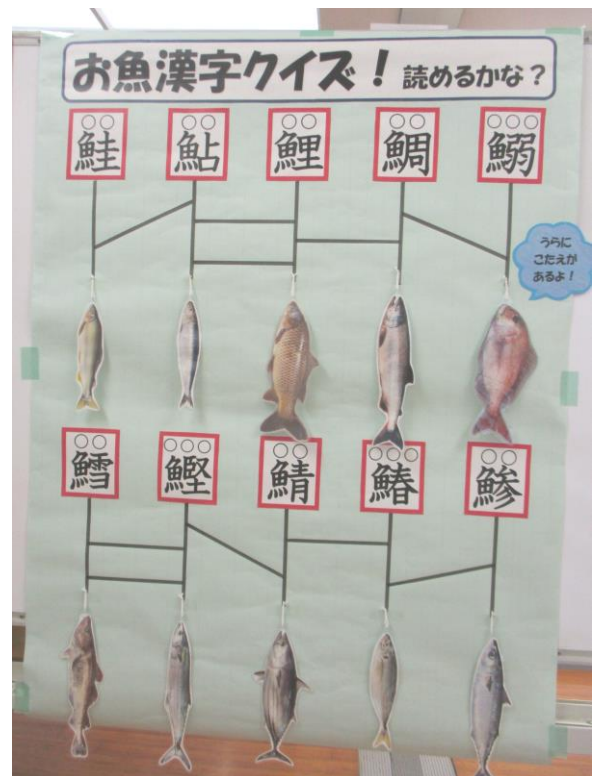 お魚漢字クイズ！ 読めるかな？
○○ ○○ ○○ ○○ ○○○
鮭 鮎 鯉 鯛 鰯
うらに
こたえが
あるよ！
○○ ○○○ ○○ ○○○ ○○
鱈 鰹 鯖 鰆 鯵